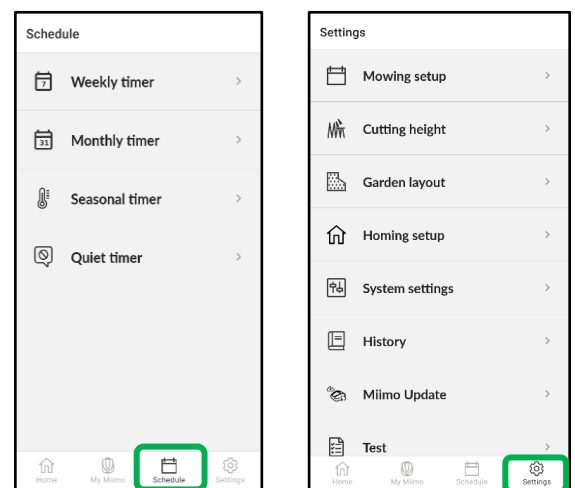 Schedule
7
Weekly timer
31
Monthly timer
Seasonal timer
Quiet timer
Home
My Miimo
Schedule
Settings
Settings
Mowing setup
Cutting height
Garden layout
Homing setup
System settings
History
Miimo Update
Test
Home
My Miimo
Schedule
Settings